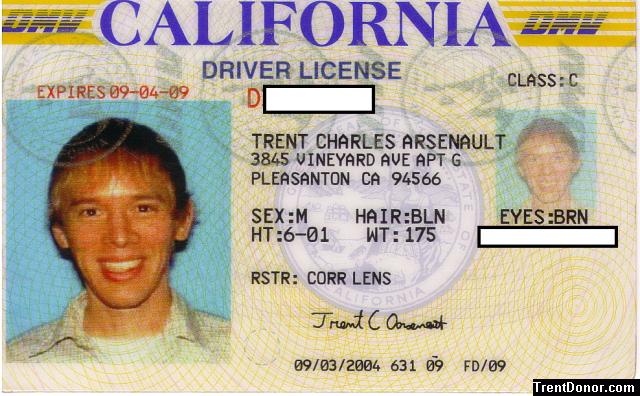 DMV CALIFORNIA DMV
DRIVER LICENSE
CLASS:C
EXPIRES 09-04-09
D
TRENT CHARLES ARSENAULT
3845 VINEYARD AVE APT G
PLEASANTON CA 94566
SEX:M HAIR:BLN EYES:BRN
HT:6-01 WT:175
RSTR: CORR LENS
Trent C Arsenault
09/03/2004 631 09 FD/09
TrentDonor.com